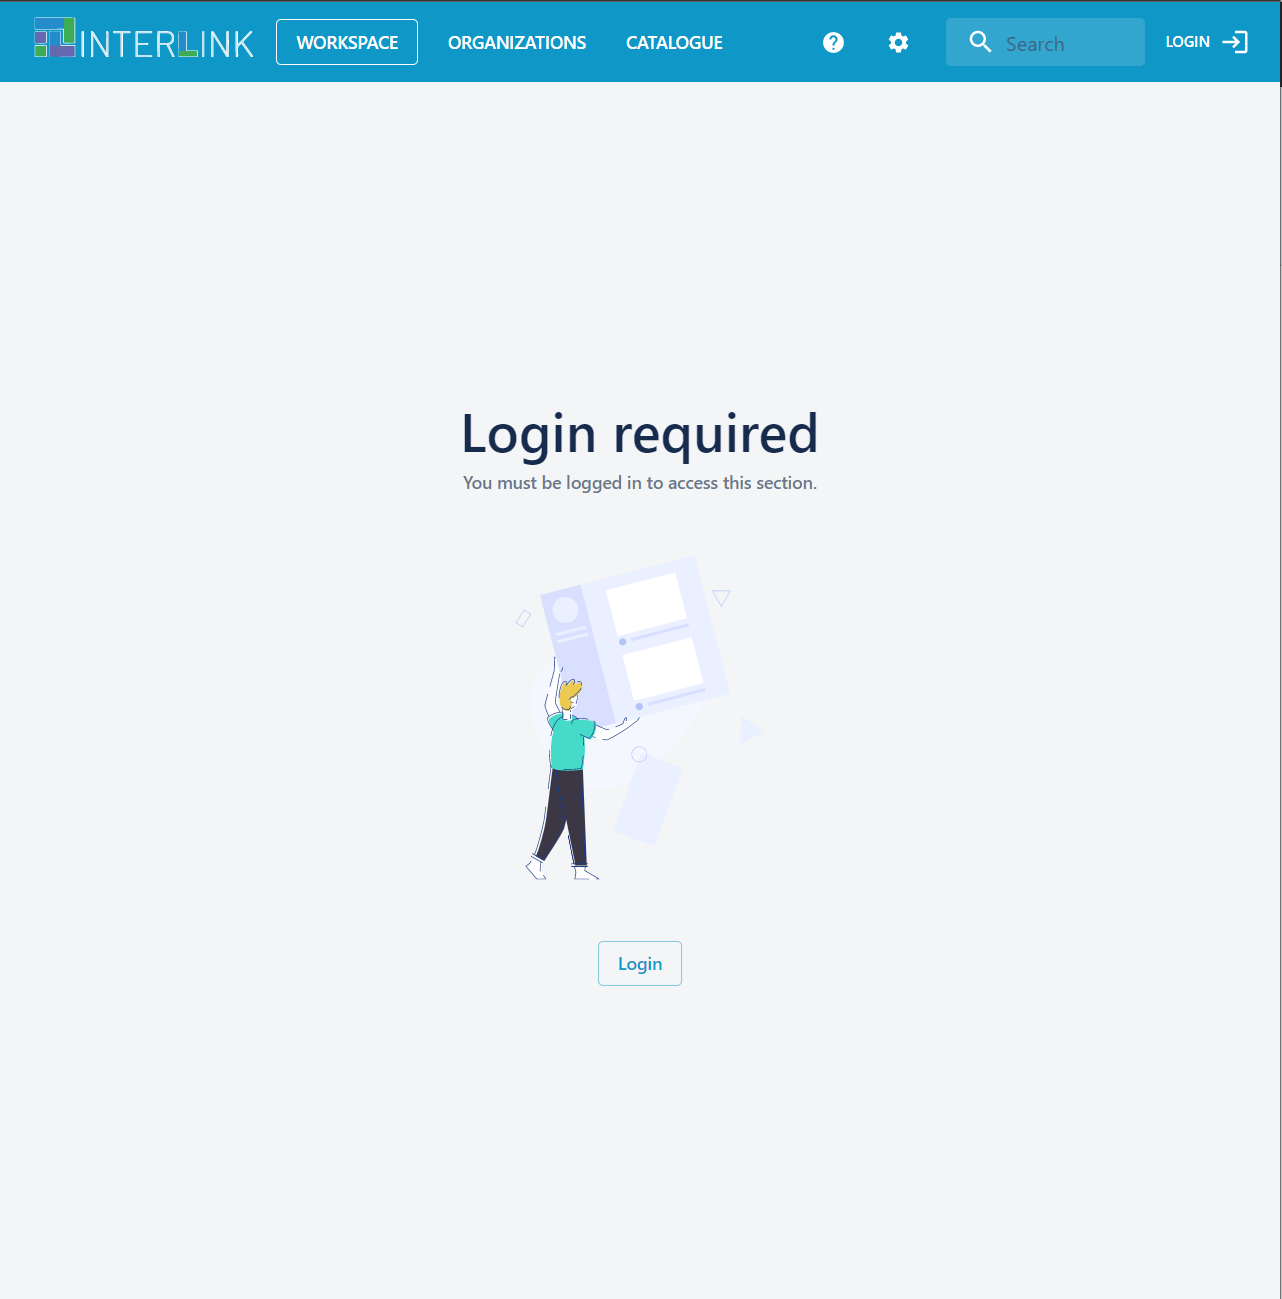 INTERLINK WORKSPACE ORGANIZATIONS CATALOGUE Search LOGIN
Login required
You must be logged in to access this section.
Login